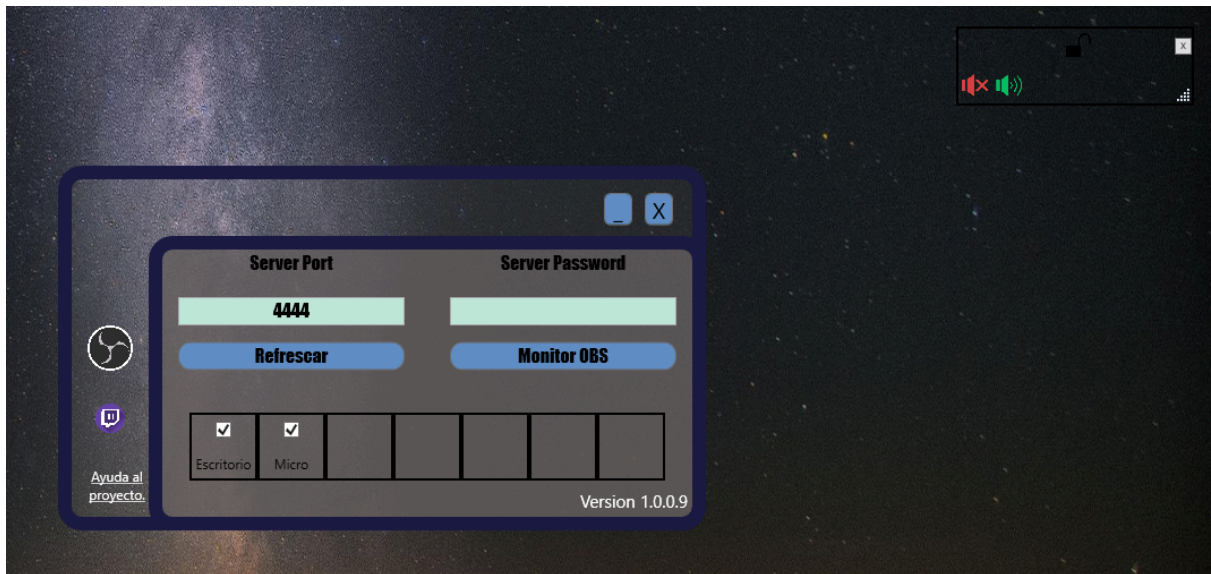 x
_
X
Server Port
Server Password
4444
Refrescar
Monitor OBS
Escritorio
Micro
Ayuda al
proyecto.
Version 1.0.0.9